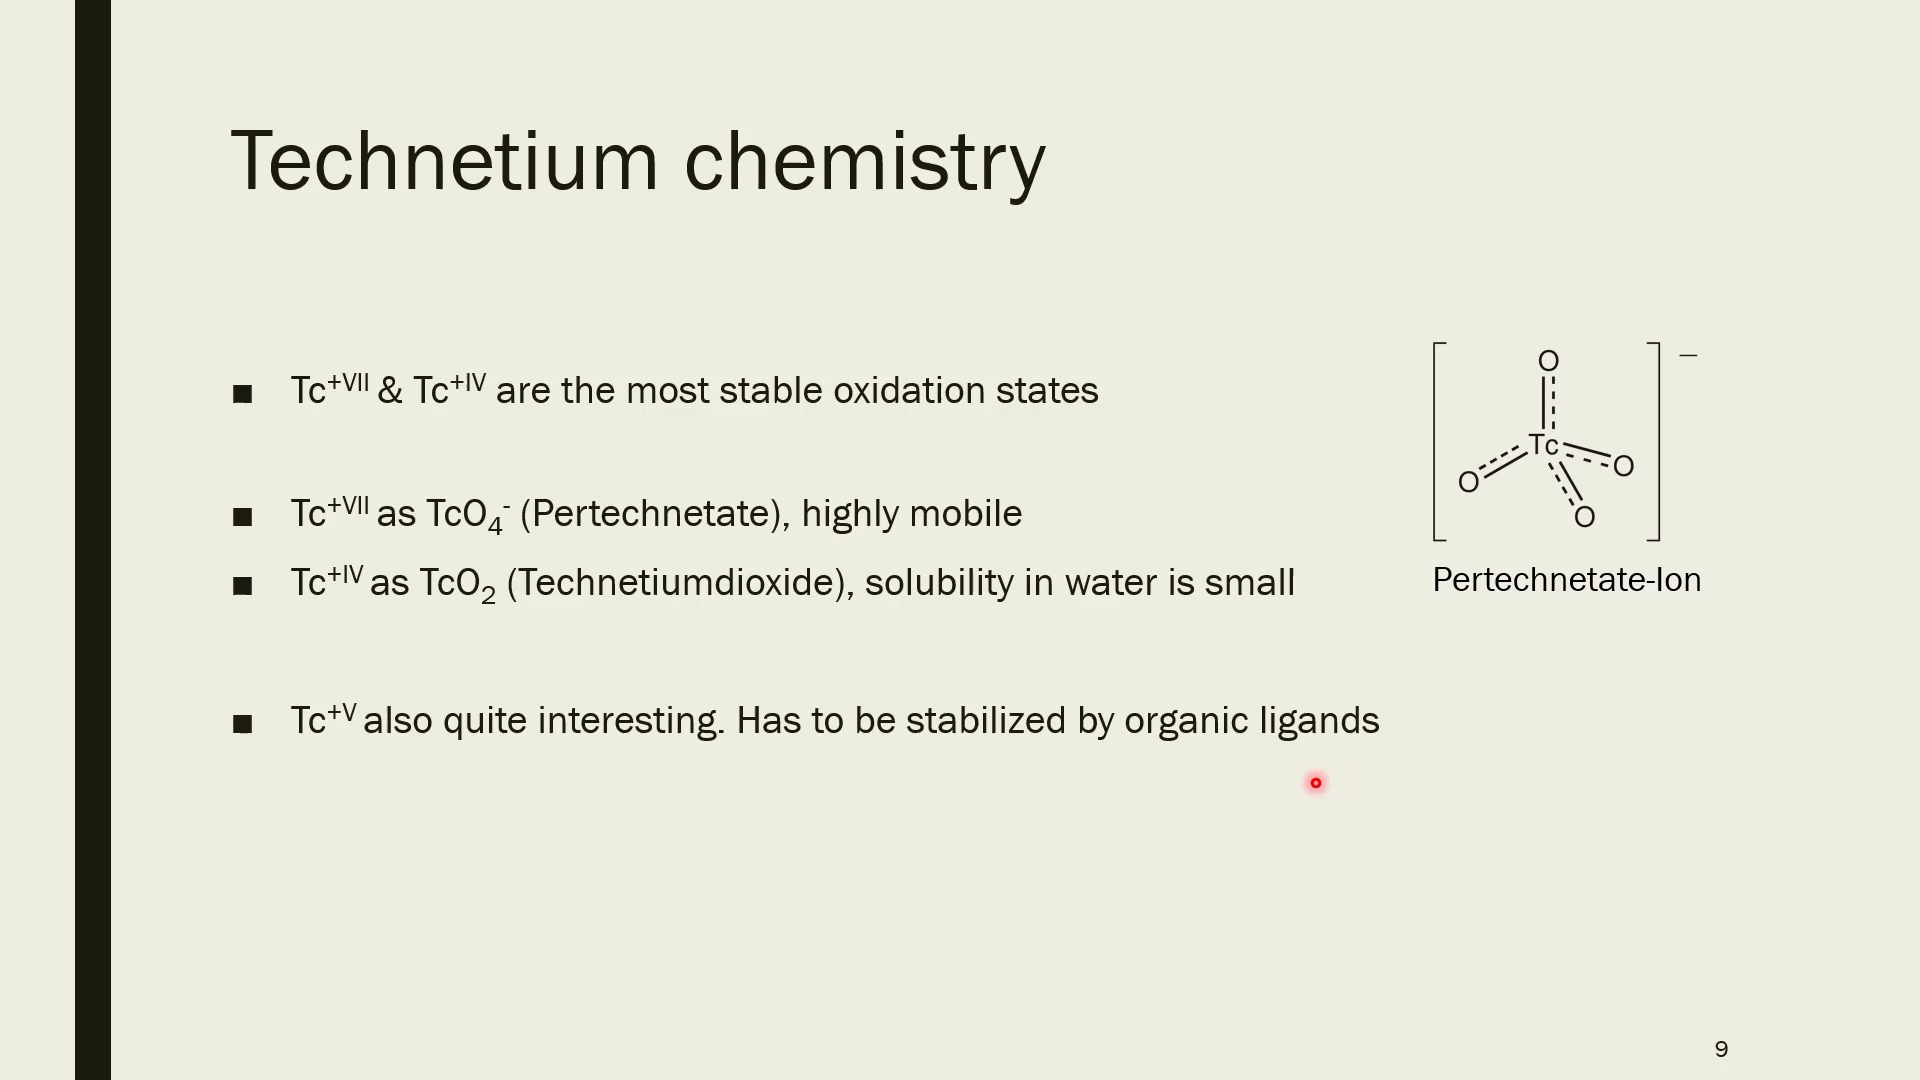 Technetium chemistry
■ Tc⁺ⱽᴵᴵ & Tc⁺ᴵⱽ are the most stable oxidation states
■ Tc⁺ⱽᴵᴵ as TcO₄⁻ (Pertechnetate), highly mobile
■ Tc⁺ᴵⱽ as TcO₂ (Technetiumdioxide), solubility in water is small
■ Tc⁺ⱽ also quite interesting. Has to be stabilized by organic ligands
O
Tc
O
O
O
–
Pertechnetate-Ion
9